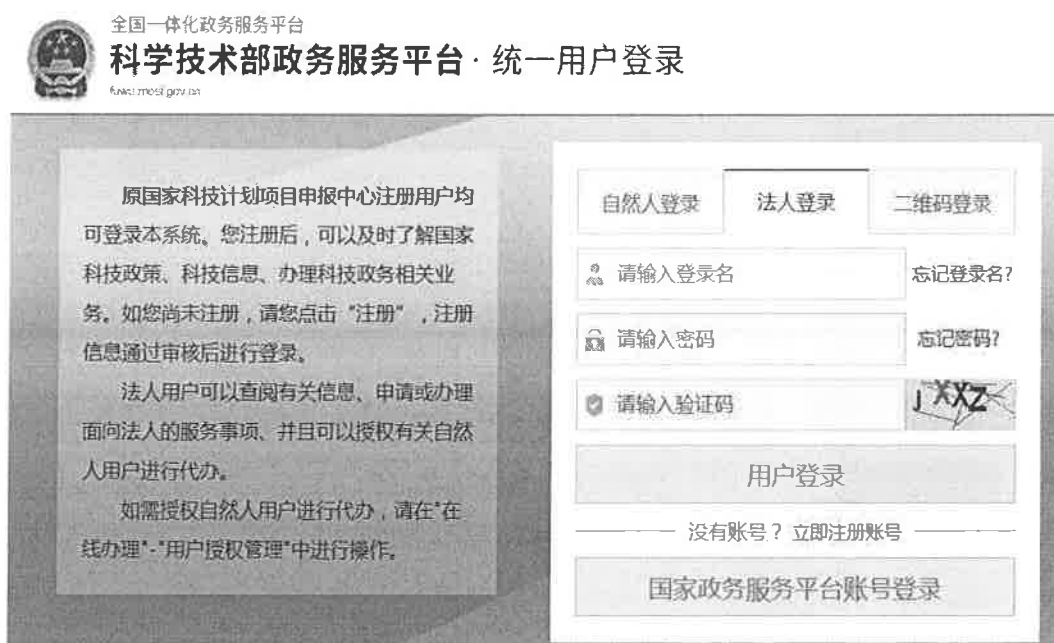 全国一体化政务服务平台
科学技术部政务服务平台·统一用户登录
fuwu.most.gov.cn
原国家科技计划项目申报中心注册用户均
可登录本系统。您注册后，可以及时了解国家
科技政策、科技信息、办理科技政务相关业
务。如您尚未注册，请您点击“注册”，注册
信息通过审核后进行登录。
法人用户可以查阅有关信息、申请或办理
面向法人的服务事项、并且可以授权有关自然
人用户进行代办。
如需授权自然人用户进行代办，请在"在
线办理"-"用户授权管理"中进行操作。
自然人登录 法人登录 二维码登录
请输入登录名 忘记登录名?
请输入密码 忘记密码?
请输入验证码 jXXZ
用户登录
没有账号？立即注册账号
国家政务服务平台账号登录